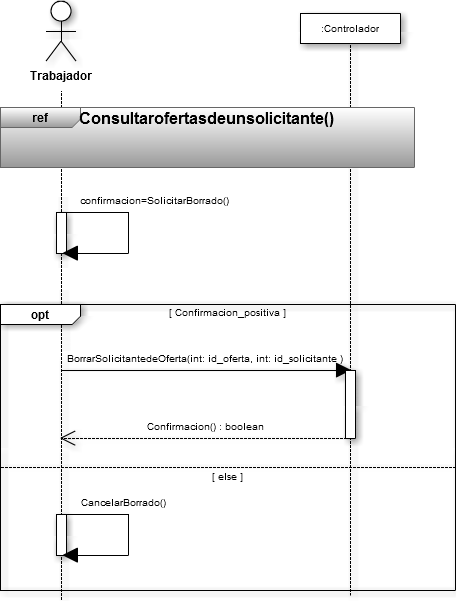 :Controlador
Trabajador
ref
Consultarofertasdeunsolicitante()
confirmacion=SolicitarBorrado()
opt
[ Confirmacion_positiva ]
BorrarSolicitantedeOferta(int: id_oferta, int: id_solicitante )
Confirmacion() : boolean
[ else ]
CancelarBorrado()